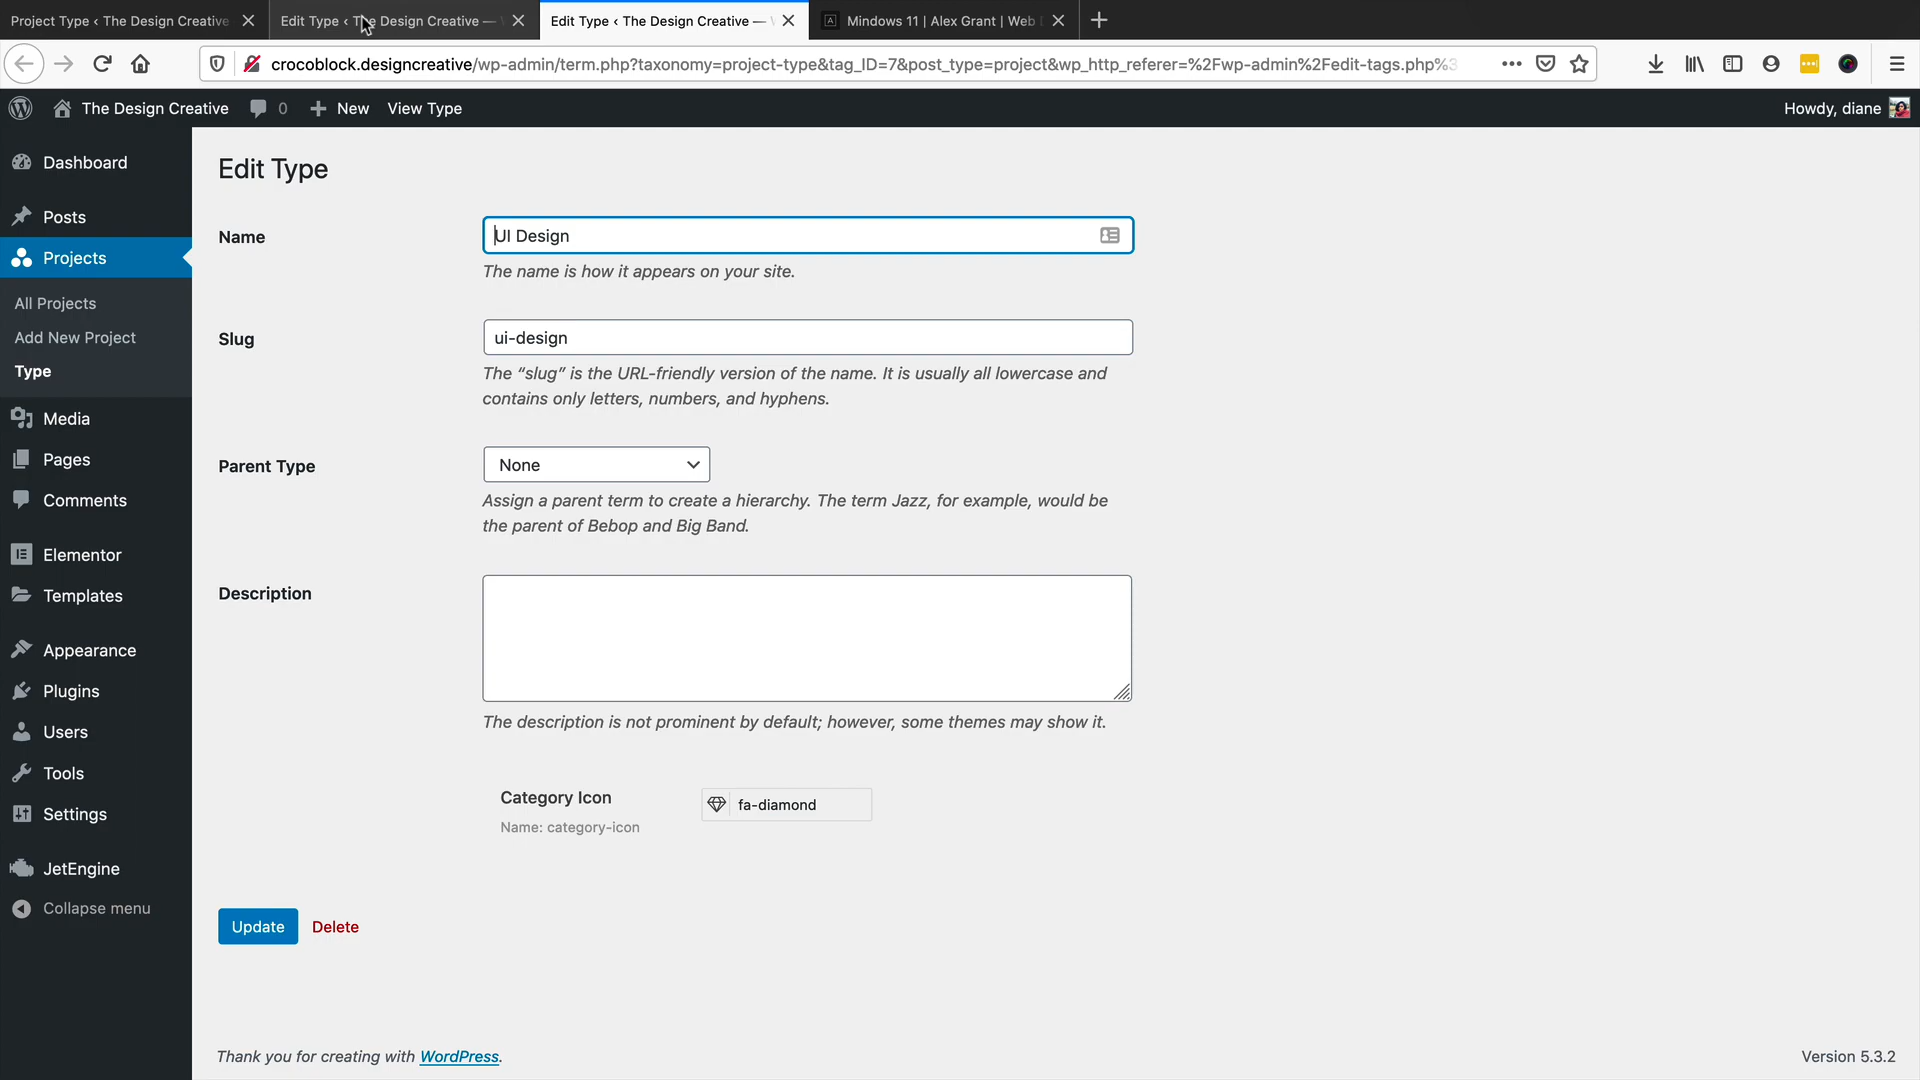 Project Type ‹ The Design Creative
Edit Type ‹ The Design Creative —
Edit Type ‹ The Design Creative —
Mindows 11 | Alex Grant | Web
crocoblock.designcreative/wp-admin/term.php?taxonomy=project-type&tag_ID=7&post_type=project&wp_http_referer=%2Fwp-admin%2Fedit-tags.php%3
The Design Creative
0
New
View Type
Howdy, diane
Dashboard
Posts
Projects
All Projects
Add New Project
Type
Media
Pages
Comments
Elementor
Templates
Appearance
Plugins
Users
Tools
Settings
JetEngine
Collapse menu
Edit Type
Name
UI Design
The name is how it appears on your site.
Slug
ui-design
The “slug” is the URL-friendly version of the name. It is usually all lowercase and
contains only letters, numbers, and hyphens.
Parent Type
None
Assign a parent term to create a hierarchy. The term Jazz, for example, would be
the parent of Bebop and Big Band.
Description
The description is not prominent by default; however, some themes may show it.
Category Icon
fa-diamond
Name: category-icon
Update
Delete
Thank you for creating with WordPress.
Version 5.3.2